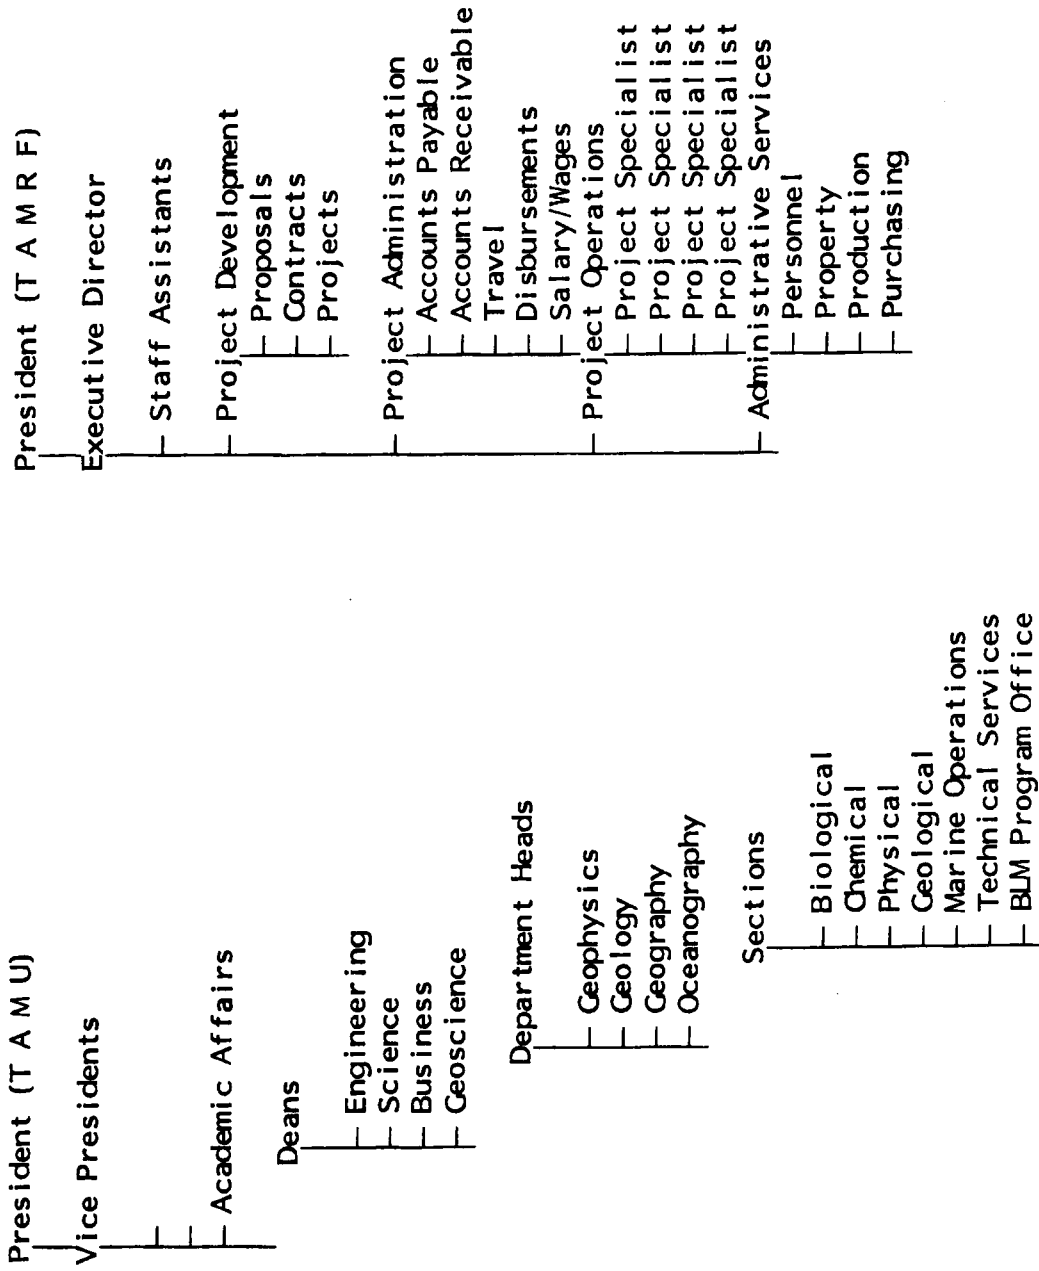 President (T A M U)
Vice Presidents
Academic Affairs
Deans
Engineering
Science
Business
Geoscience
Department Heads
Geophysics
Geology
Geography
Oceanography
Sections
Biological
Chemical
Physical
Geological
Marine Operations
Technical Services
BLM Program Office
President (T A M R F)
Executive Director
Staff Assistants
Project Development
Proposals
Contracts
Projects
Project Administration
Accounts Payable
Accounts Receivable
Travel
Disbursements
Salary/Wages
Project Operations
Project Specialist
Project Specialist
Project Specialist
Project Specialist
Administrative Services
Personnel
Property
Production
Purchasing